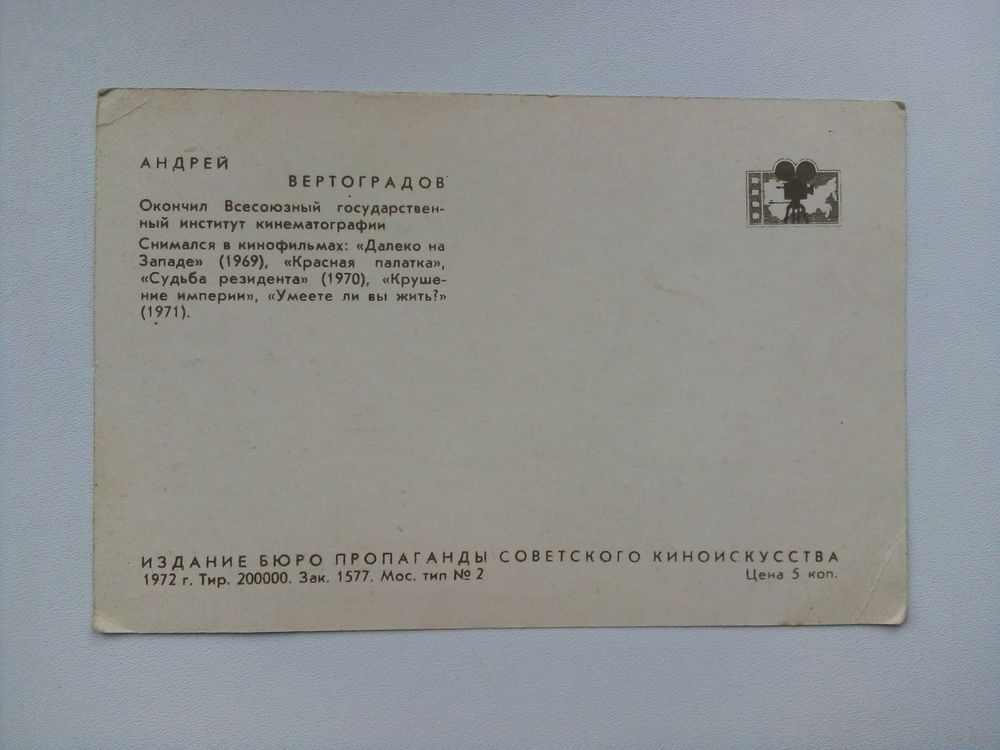 АНДРЕЙ
ВЕРТОГРАДОВ
Окончил Всесоюзный государствен-
ный институт кинематографии
Снимался в кинофильмах: «Далеко на
Западе» (1969), «Красная палатка»,
«Судьба резидента» (1970), «Круше-
ние империи», «Умеете ли вы жить?»
(1971).
ИЗДАНИЕ БЮРО ПРОПАГАНДЫ СОВЕТСКОГО КИНОИСКУССТВА
1972 г. Тир. 200000. Зак. 1577. Мос. тип № 2 Цена 5 коп.